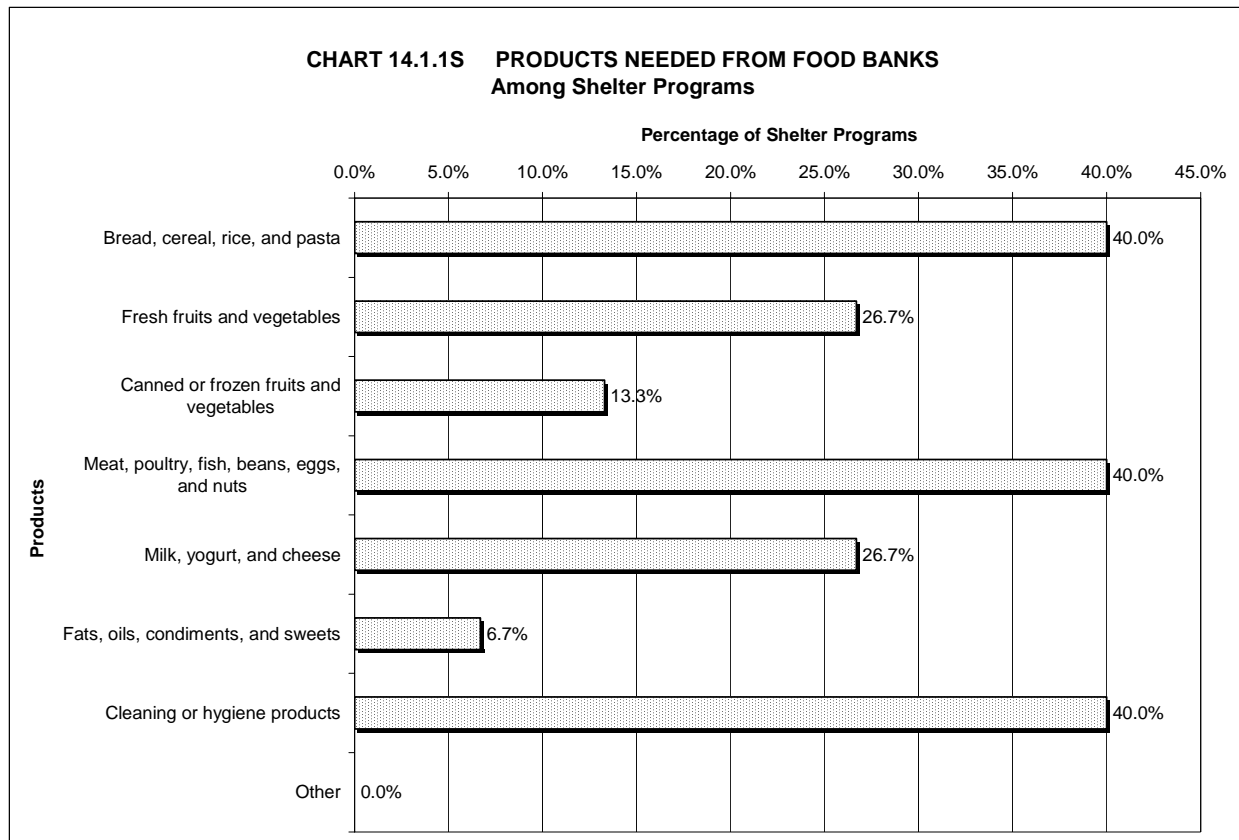 CHART 14.1.1S PRODUCTS NEEDED FROM FOOD BANKS
Among Shelter Programs
Percentage of Shelter Programs
0.0% 5.0% 10.0% 15.0% 20.0% 25.0% 30.0% 35.0% 40.0% 45.0%
Products
Bread, cereal, rice, and pasta 40.0%
Fresh fruits and vegetables 26.7%
Canned or frozen fruits and
vegetables 13.3%
Meat, poultry, fish, beans, eggs,
and nuts 40.0%
Milk, yogurt, and cheese 26.7%
Fats, oils, condiments, and sweets 6.7%
Cleaning or hygiene products 40.0%
Other 0.0%